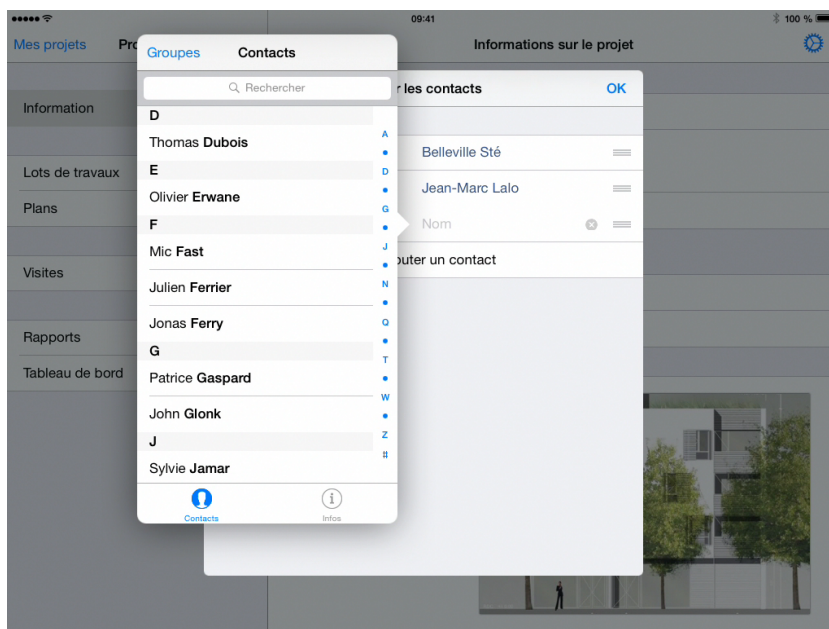 09:41
100 %
Mes projets
Pro
Informations sur le projet
Groupes
Contacts
Rechercher
r les contacts
OK
Information
Lots de travaux
Plans
Visites
Rapports
Tableau de bord
D
Thomas Dubois
E
Olivier Erwane
F
Mic Fast
Julien Ferrier
Jonas Ferry
G
Patrice Gaspard
John Glonk
J
Sylvie Jamar
A
D
G
J
N
Q
T
W
Z
#
Contacts
Infos
Belleville Sté
Jean-Marc Lalo
Nom
outer un contact